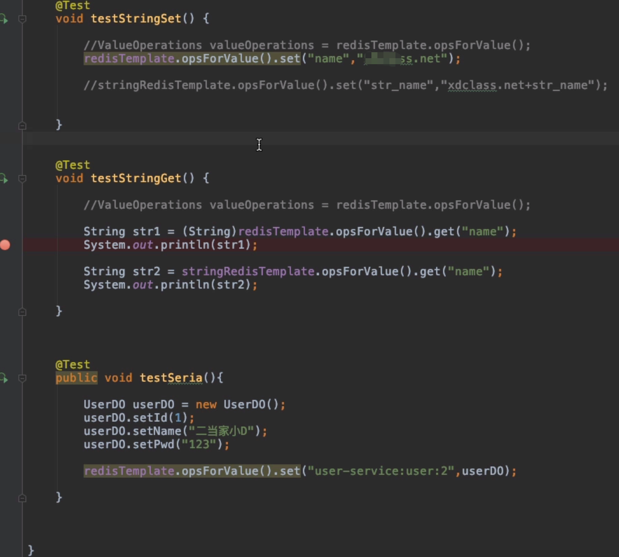 @Test
void testStringSet() {
//ValueOperations valueOperations = redisTemplate.opsForValue();
redisTemplate.opsForValue().set("name","ss.net");
//stringRedisTemplate.opsForValue().set("str_name","xdclass.net+str_name");
}
@Test
void testStringGet() {
//ValueOperations valueOperations = redisTemplate.opsForValue();
String str1 = (String)redisTemplate.opsForValue().get("name");
System.out.println(str1);
String str2 = stringRedisTemplate.opsForValue().get("name");
System.out.println(str2);
}
@Test
public void testSeria(){
UserDO userDO = new UserDO();
userDO.setId(1);
userDO.setName("二当家小D");
userDO.setPwd("123");
redisTemplate.opsForValue().set("user-service:user:2",userDO);
}
}